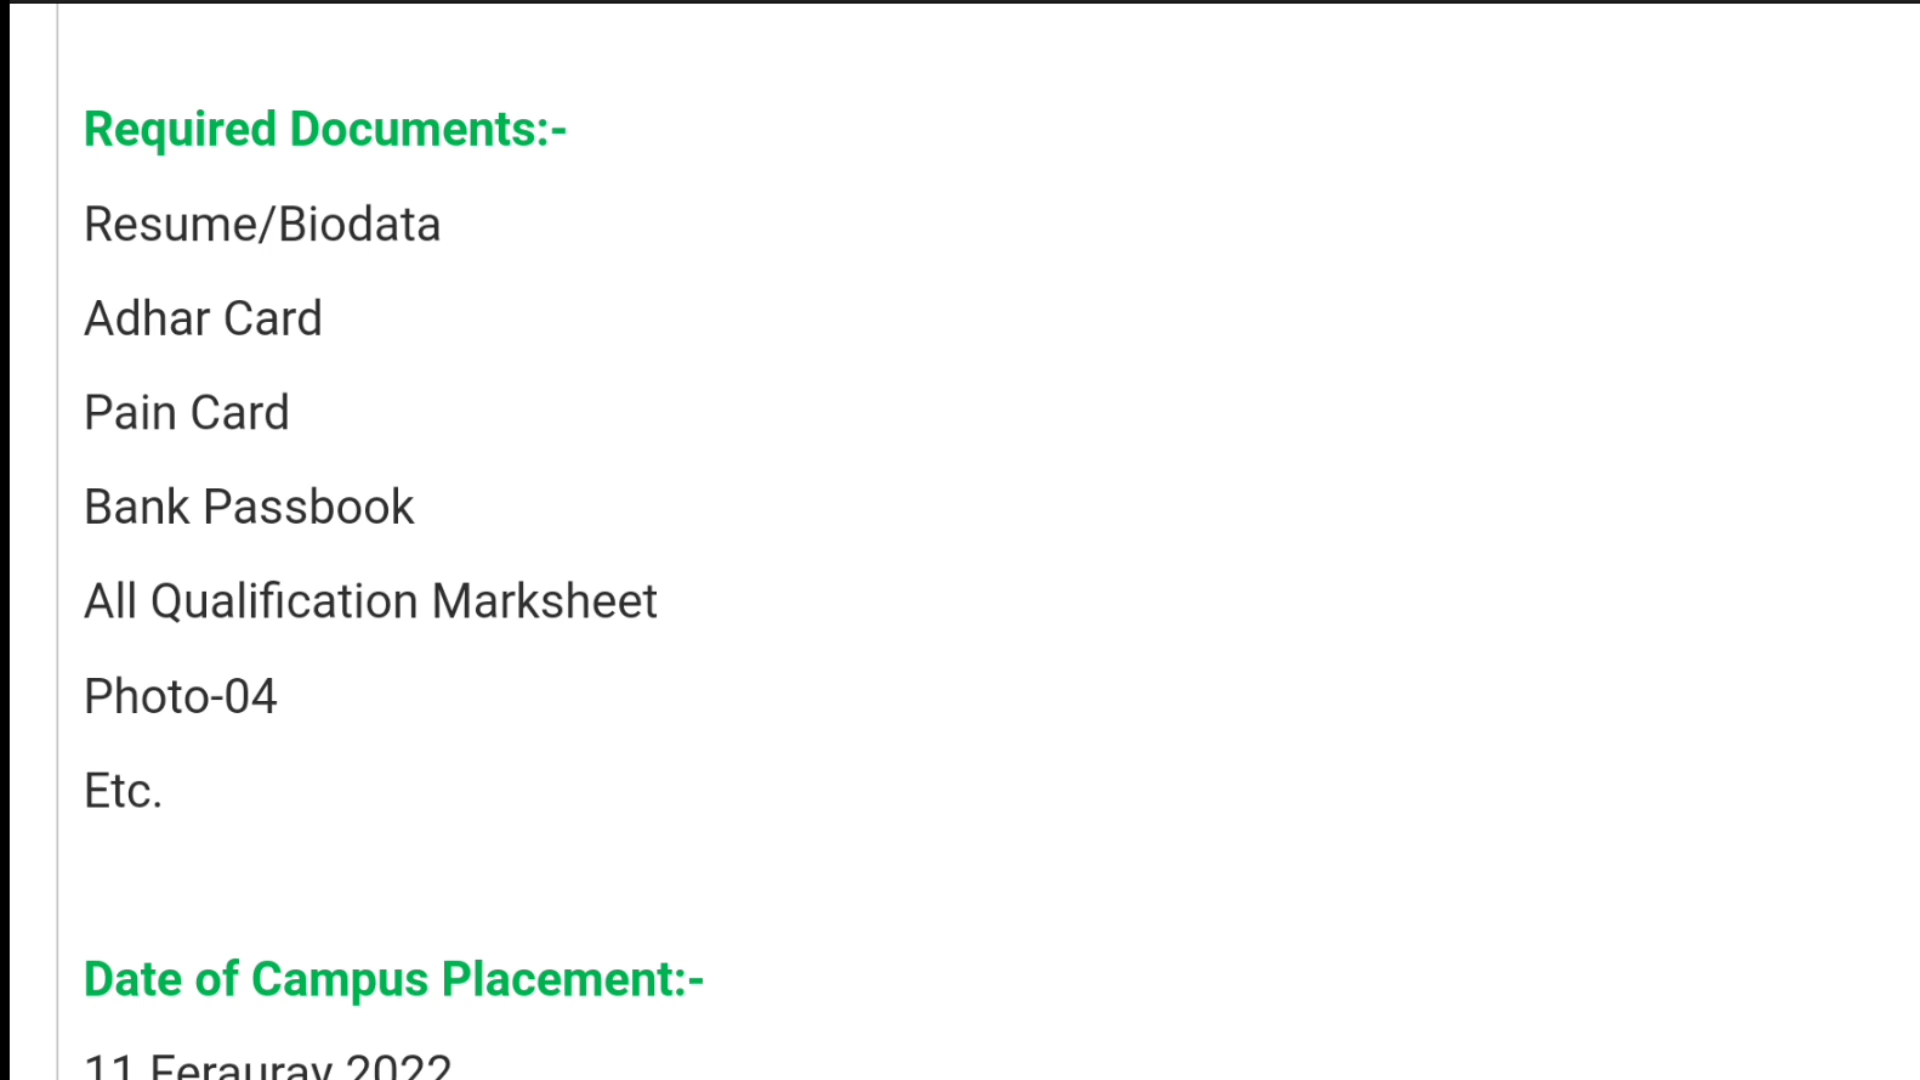 Required Documents:-
Resume/Biodata
Adhar Card
Pain Card
Bank Passbook
All Qualification Marksheet
Photo-04
Etc.
Date of Campus Placement:-
11 Ferauray 2022